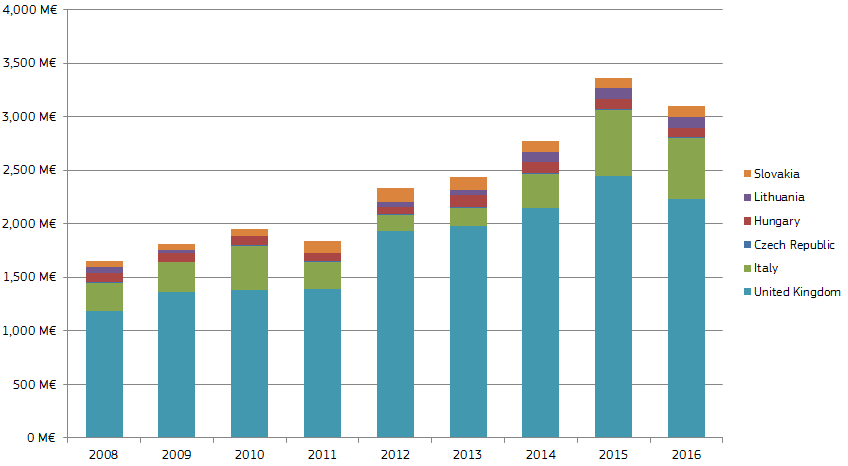 4,000 M€
3,500 M€
3,000 M€
2,500 M€
2,000 M€
1,500 M€
1,000 M€
500 M€
0 M€
2008 2009 2010 2011 2012 2013 2014 2015 2016
Slovakia
Lithuania
Hungary
Czech Republic
Italy
United Kingdom